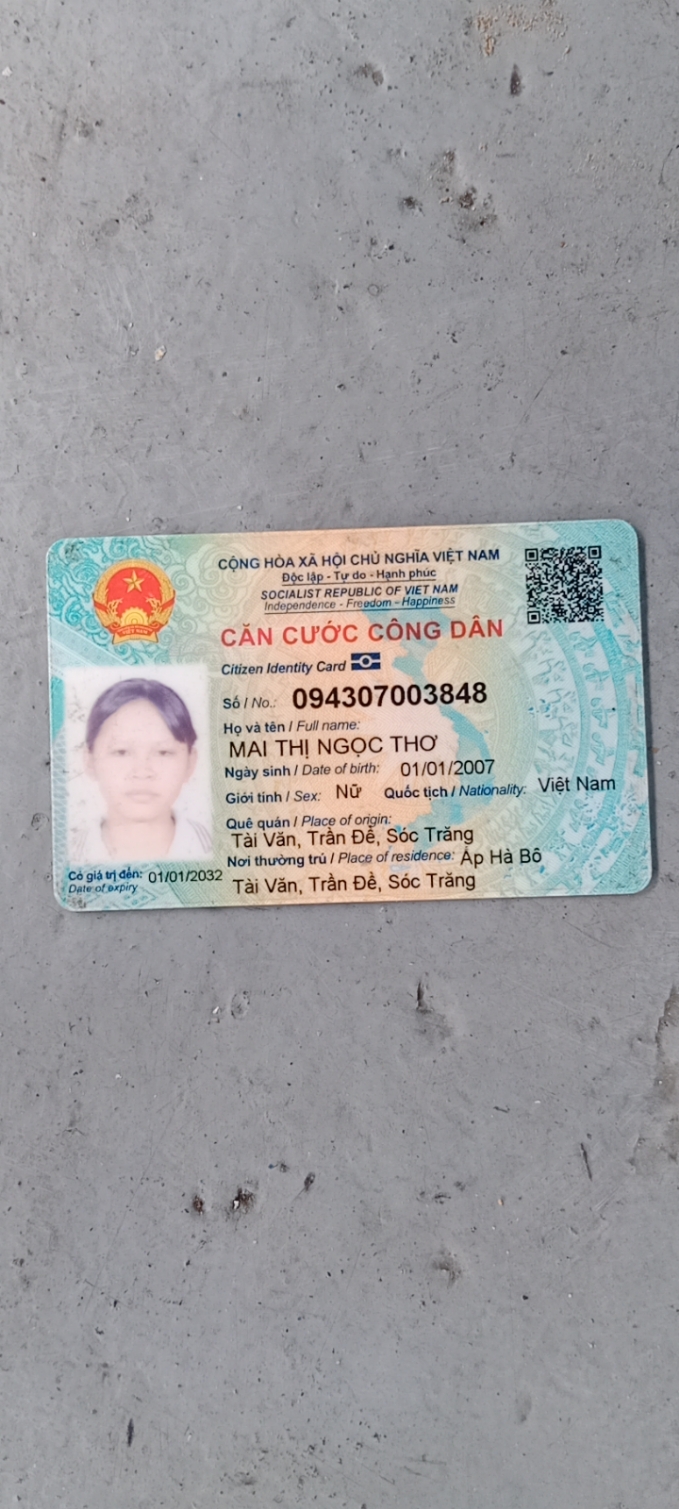 CỘNG HÒA XÃ HỘI CHỦ NGHĨA VIỆT NAM
Độc lập - Tự do - Hạnh phúc
SOCIALIST REPUBLIC OF VIET NAM
Independence - Freedom - Happiness
CĂN CƯỚC CÔNG DÂN
Citizen Identity Card
Số / No.: 094307003848
Họ và tên / Full name:
MAI THỊ NGỌC THƠ
Ngày sinh / Date of birth: 01/01/2007
Giới tính / Sex: Nữ Quốc tịch / Nationality: Việt Nam
Quê quán / Place of origin:
Tài Văn, Trần Đề, Sóc Trăng
Nơi thường trú / Place of residence: Ấp Hà Bô
Tài Văn, Trần Đề, Sóc Trăng
Có giá trị đến: 01/01/2032
Date of expiry